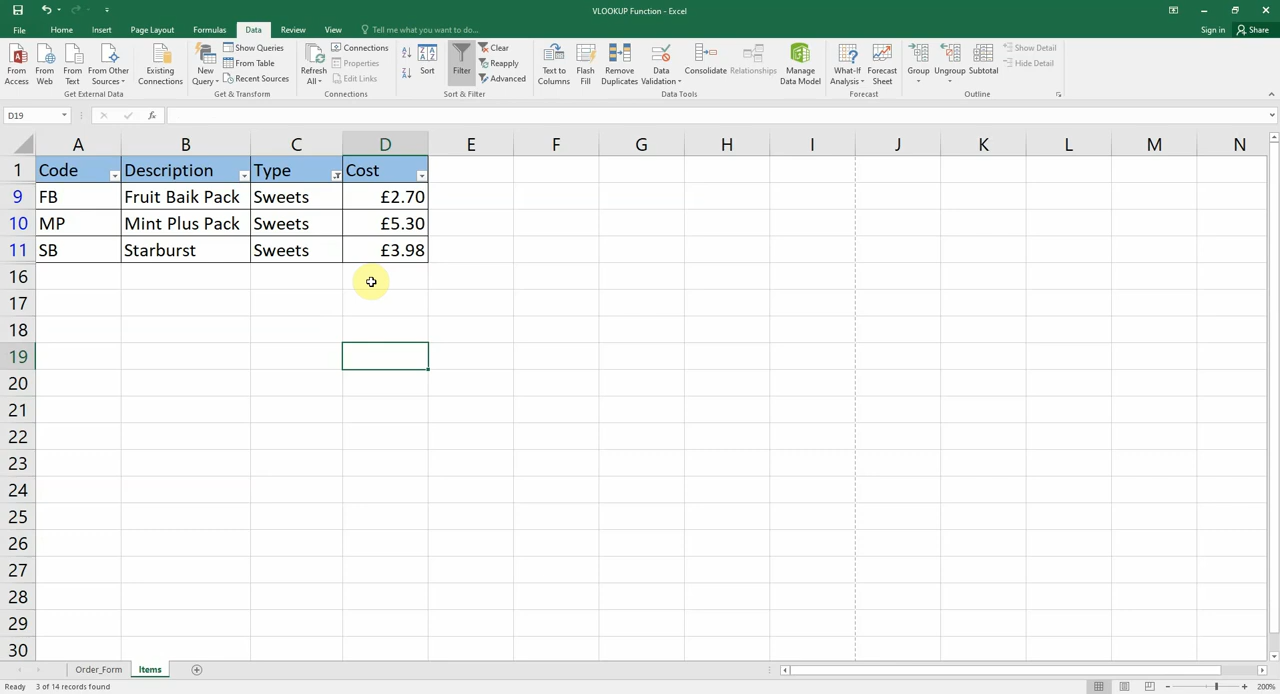 VLOOKUP Function - Excel
File Home Insert Page Layout Formulas Data Review View Tell me what you want to do... Sign in Share
From Access
From Web
From Text
From Other Sources
Existing Connections
New Query
Show Queries
From Table
Recent Sources
Refresh All
Connections
Properties
Edit Links
Sort
Filter
Clear
Reapply
Advanced
Text to Columns
Flash Fill
Remove Duplicates
Data Validation
Consolidate
Relationships
Manage Data Model
What-If Analysis
Forecast Sheet
Group
Ungroup
Subtotal
Show Detail
Hide Detail
Get External Data Get & Transform Connections Sort & Filter Data Tools Forecast Outline
D19 fx
A B C D E F G H I J K L M N
1 Code Description Type Cost
9 FB Fruit Baik Pack Sweets £2.70
10 MP Mint Plus Pack Sweets £5.30
11 SB Starburst Sweets £3.98
16
17
18
19
20
21
22
23
24
25
26
27
28
29
30
Order_Form Items
Ready 3 of 14 records found 200%